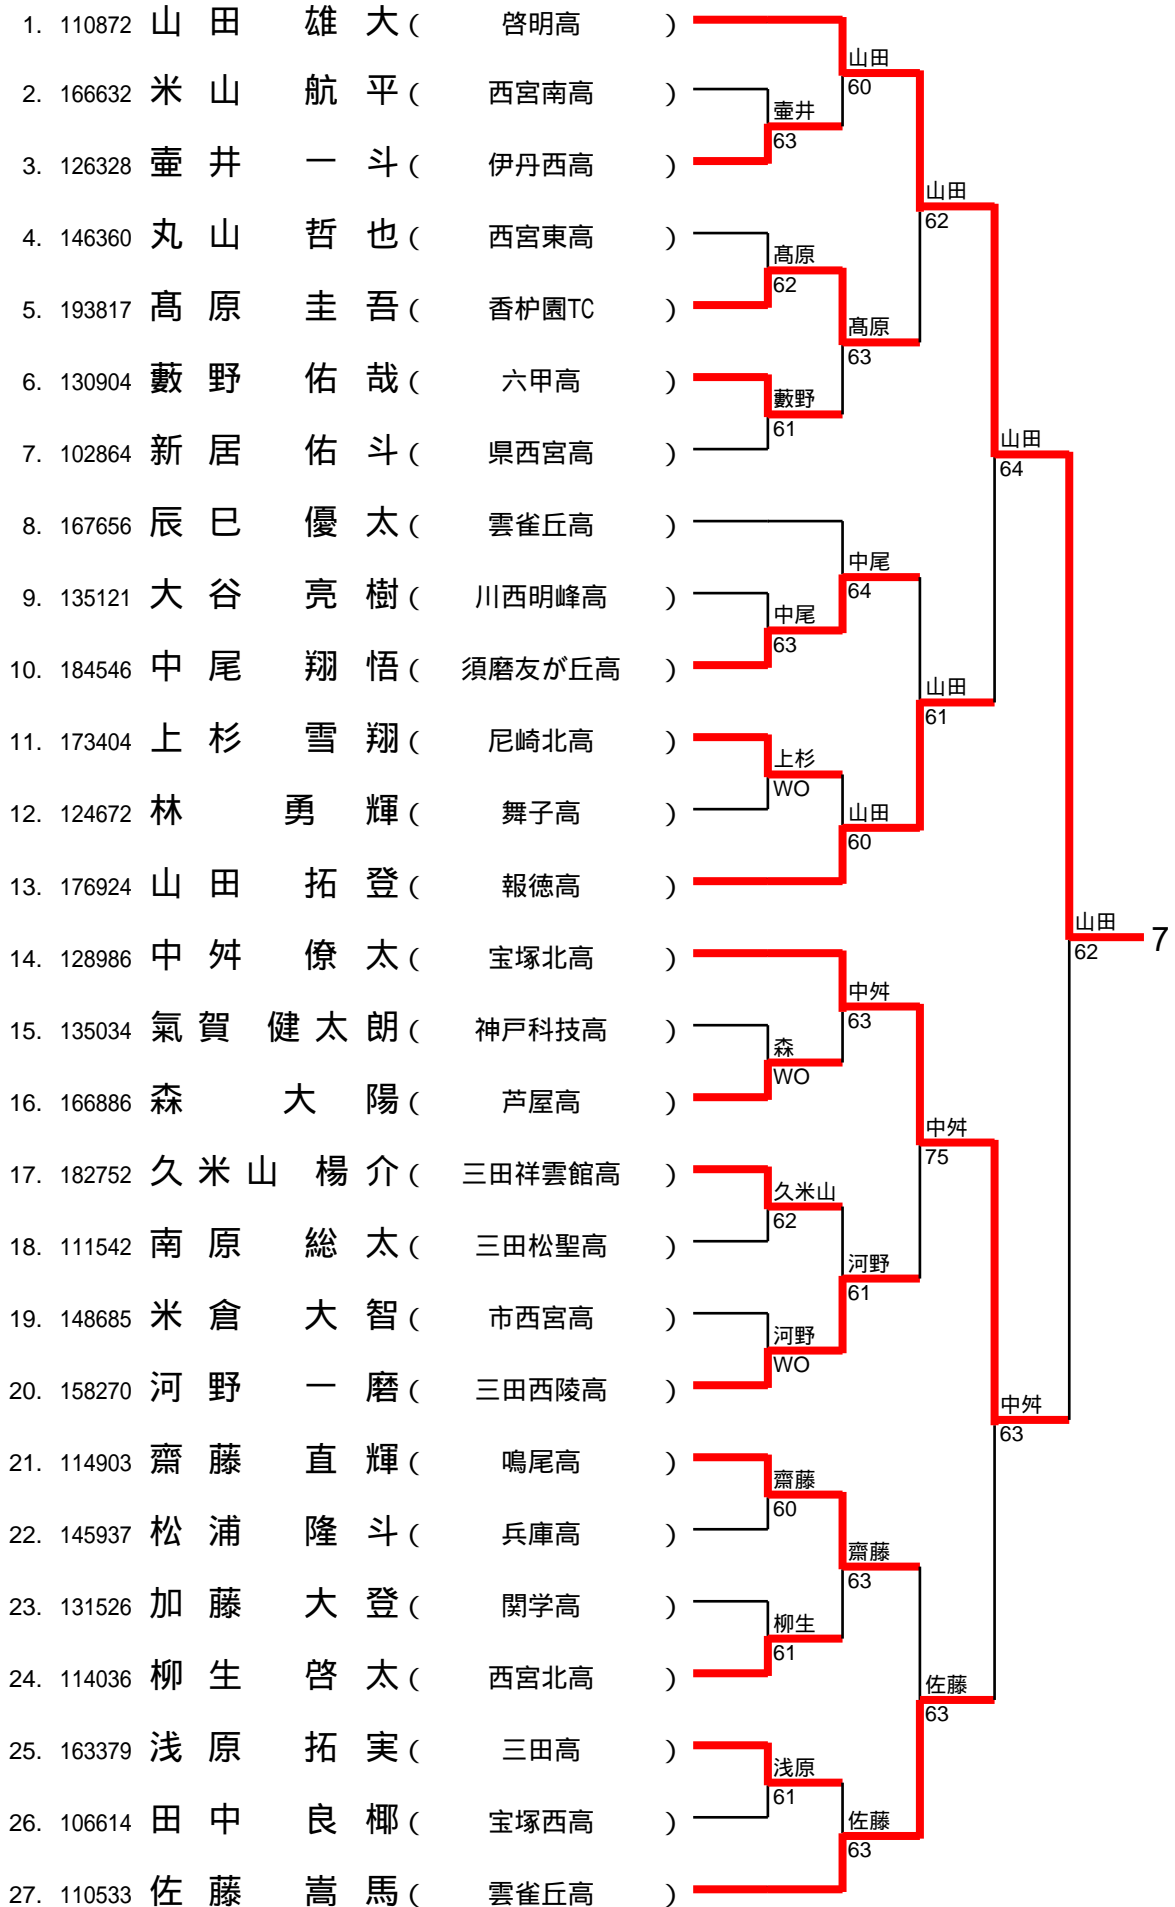 1. 110872 山田 雄大 ( 啓明高 )
山田
2. 166632 米山 航平 ( 西宮南高 )
60
壷井
63
3. 126328 壷井 一斗 ( 伊丹西高 )
山田
62
4. 146360 丸山 哲也 ( 西宮東高 )
髙原
62
5. 193817 髙原 圭吾 ( 香枦園TC )
髙原
63
6. 130904 藪野 佑哉 ( 六甲高 )
藪野
61
7. 102864 新居 佑斗 ( 県西宮高 )
山田
64
8. 167656 辰巳 優太 ( 雲雀丘高 )
中尾
64
9. 135121 大谷 亮樹 ( 川西明峰高 )
中尾
63
10. 184546 中尾 翔悟 ( 須磨友が丘高 )
山田
61
11. 173404 上杉 雪翔 ( 尼崎北高 )
上杉
WO
12. 124672 林 勇輝 ( 舞子高 )
山田
60
13. 176924 山田 拓登 ( 報徳高 )
山田
62
7
14. 128986 中舛 僚太 ( 宝塚北高 )
中舛
63
15. 135034 氣賀 健太朗 ( 神戸科技高 )
森
WO
16. 166886 森 大陽 ( 芦屋高 )
中舛
75
17. 182752 久米山 楊介 ( 三田祥雲館高 )
久米山
62
18. 111542 南原 総太 ( 三田松聖高 )
河野
61
19. 148685 米倉 大智 ( 市西宮高 )
河野
WO
20. 158270 河野 一磨 ( 三田西陵高 )
中舛
63
21. 114903 齋藤 直輝 ( 鳴尾高 )
齋藤
60
22. 145937 松浦 隆斗 ( 兵庫高 )
齋藤
63
23. 131526 加藤 大登 ( 関学高 )
柳生
61
24. 114036 柳生 啓太 ( 西宮北高 )
佐藤
63
25. 163379 浅原 拓実 ( 三田高 )
浅原
61
26. 106614 田中 良椰 ( 宝塚西高 )
佐藤
63
27. 110533 佐藤 嵩馬 ( 雲雀丘高 )